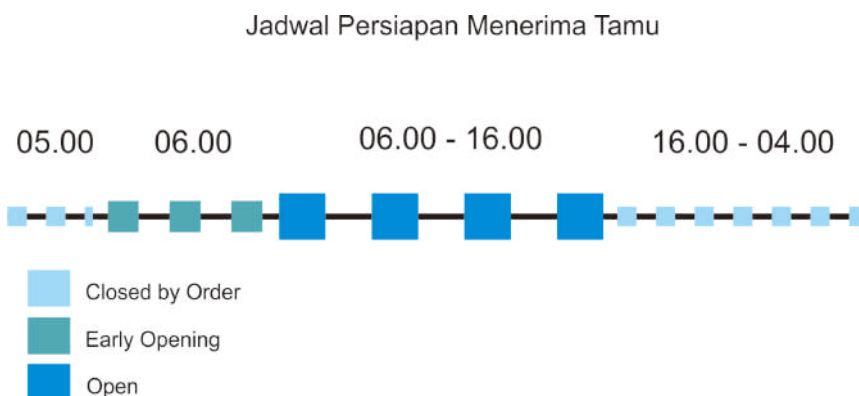 Jadwal Persiapan Menerima Tamu
05.00 06.00 06.00 - 16.00 16.00 - 04.00
Closed by Order
Early Opening
Open